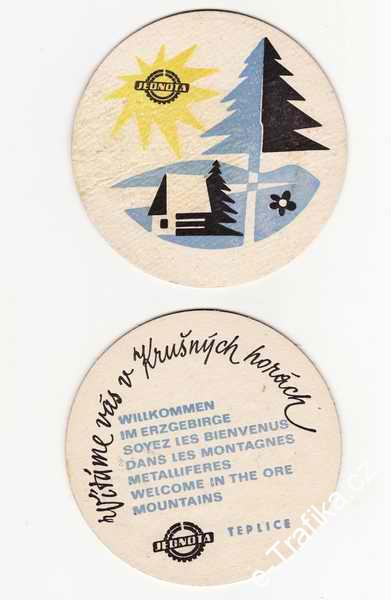 JEDNOTA
vítáme vás v Krušných horách
WILLKOMMEN
IM ERZGEBIRGE
SOYEZ LES BIENVENUS
DANS LES MONTAGNES
METALLIFERES
WELCOME IN THE ORE
MOUNTAINS
JEDNOTA TEPLICE
e-Trafika.cz